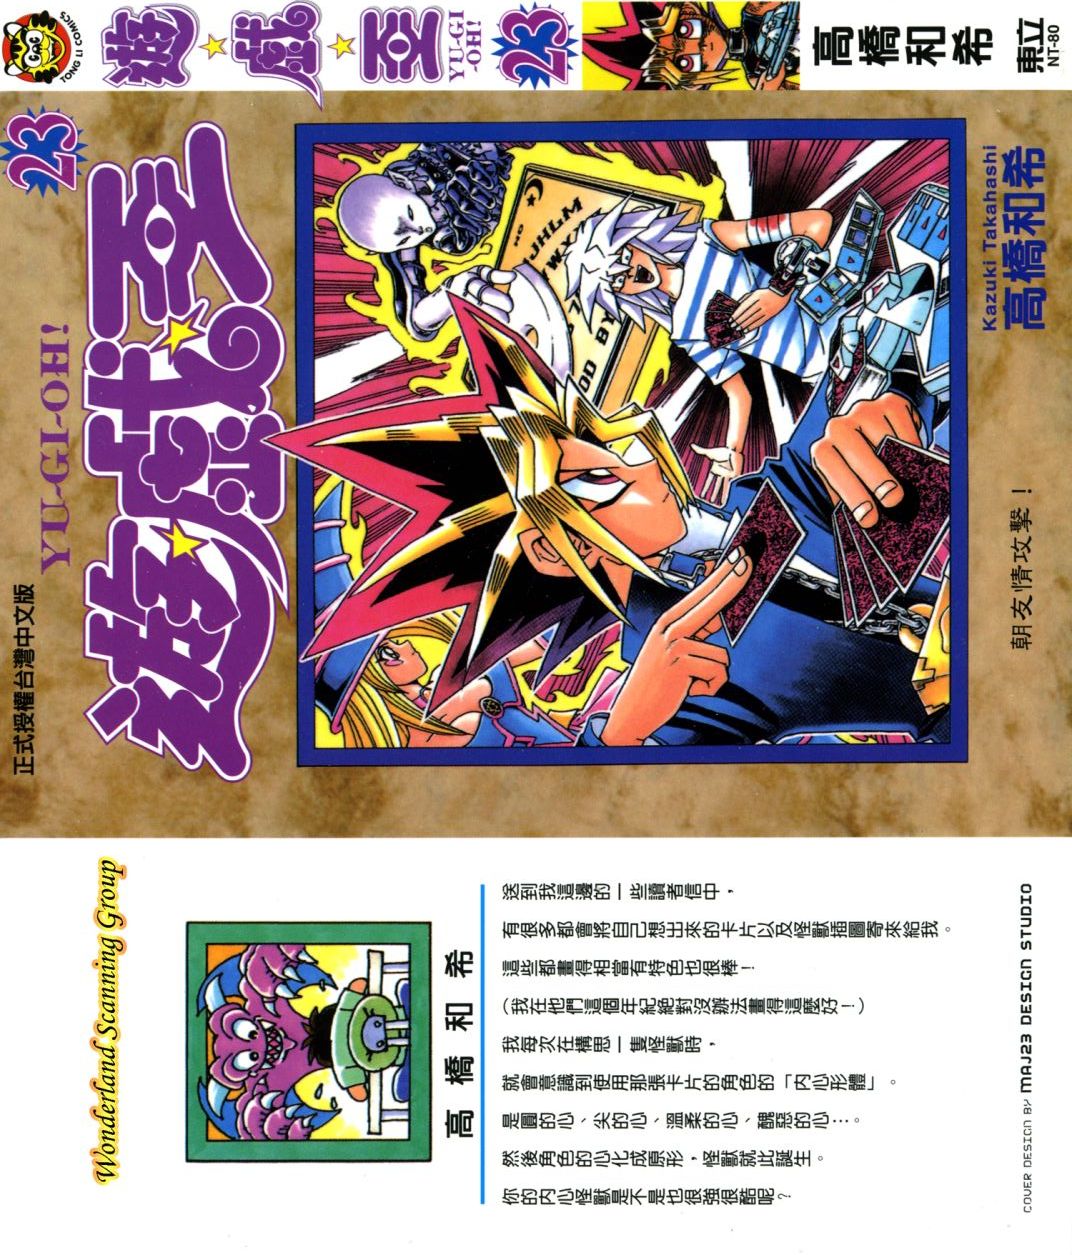 TONG LI COMICS
遊☆戲☆王
YU-GI-OH!
23
高橋和希
東立
NT-80
23
正式授權台灣中文版
YU-GI-OH!
遊☆戲☆王
JHLM
OD BY
Kazuki Takahashi
高橋和希
朝友情攻擊！
Wonderland Scanning Group
高橋和希
送到我這邊的一些讀者信中，
有很多都會將自己想出來的卡片以及怪獸插圖寄來給我。
這些都畫得相當有特色也很棒！
（我在他們這個年紀絕對沒辦法畫得這麼好！）
我每次在構思一隻怪獸時，
就會意識到使用那張卡片的角色的「內心形體」。
是圓的心、尖的心、溫柔的心、醜惡的心…。
然後角色的心化成原形，怪獸就此誕生。
你的內心怪獸是不是也很強很酷呢？
COVER DESIGN BY MAJ23 DESIGN STUDIO